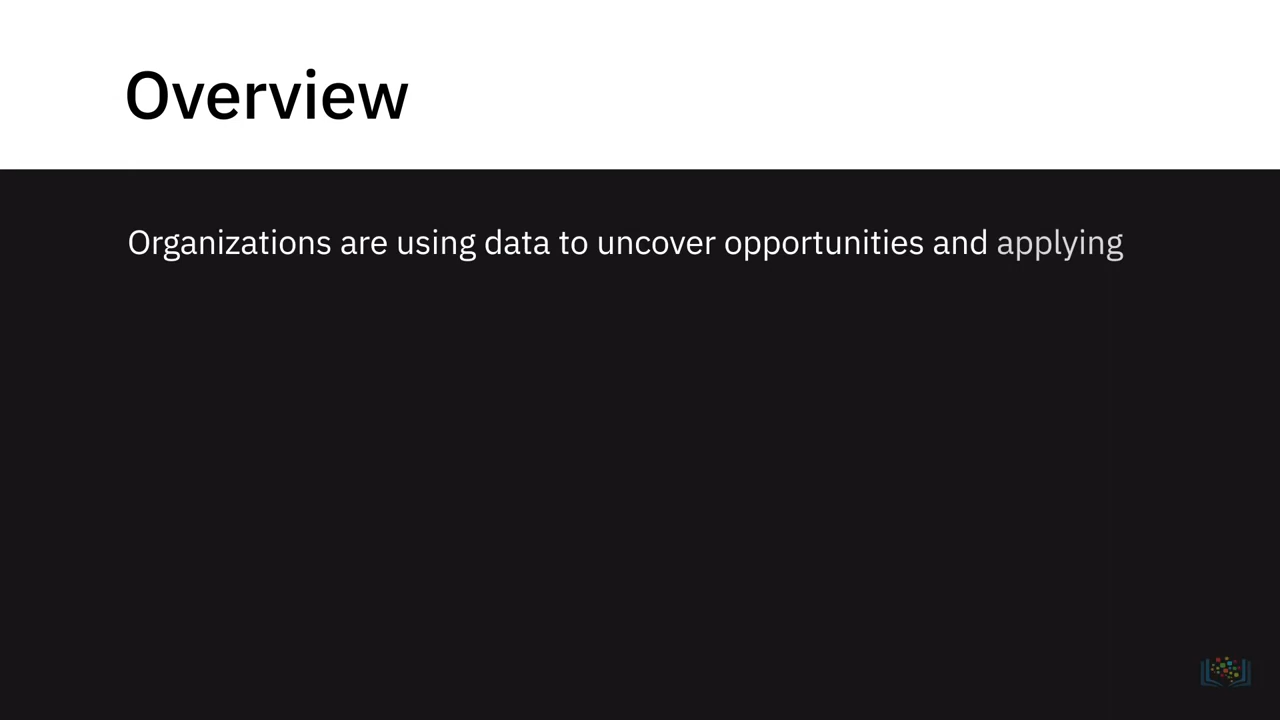 Overview
Organizations are using data to uncover opportunities and applying